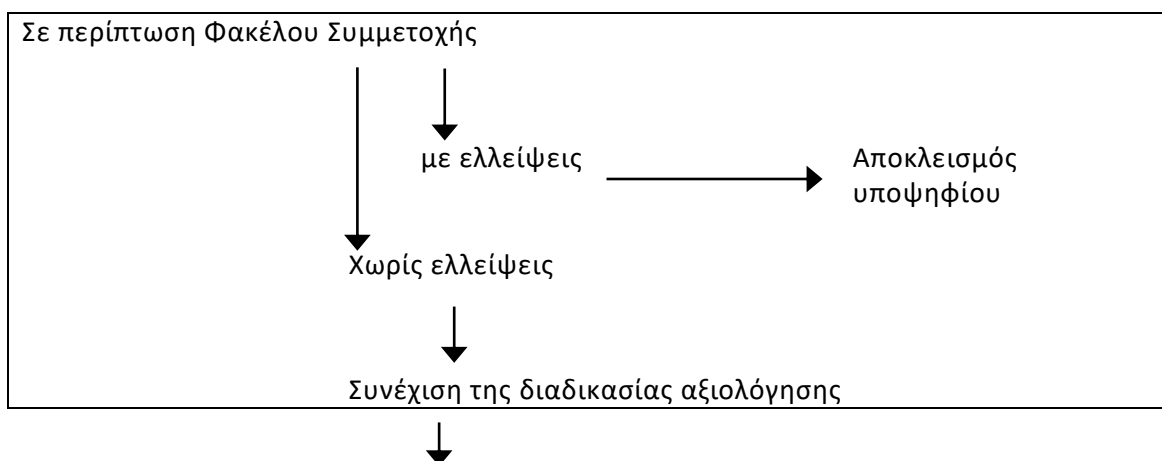 Σε περίπτωση Φακέλου Συμμετοχής
με ελλείψεις
Αποκλεισμός
υποψηφίου
Χωρίς ελλείψεις
Συνέχιση της διαδικασίας αξιολόγησης